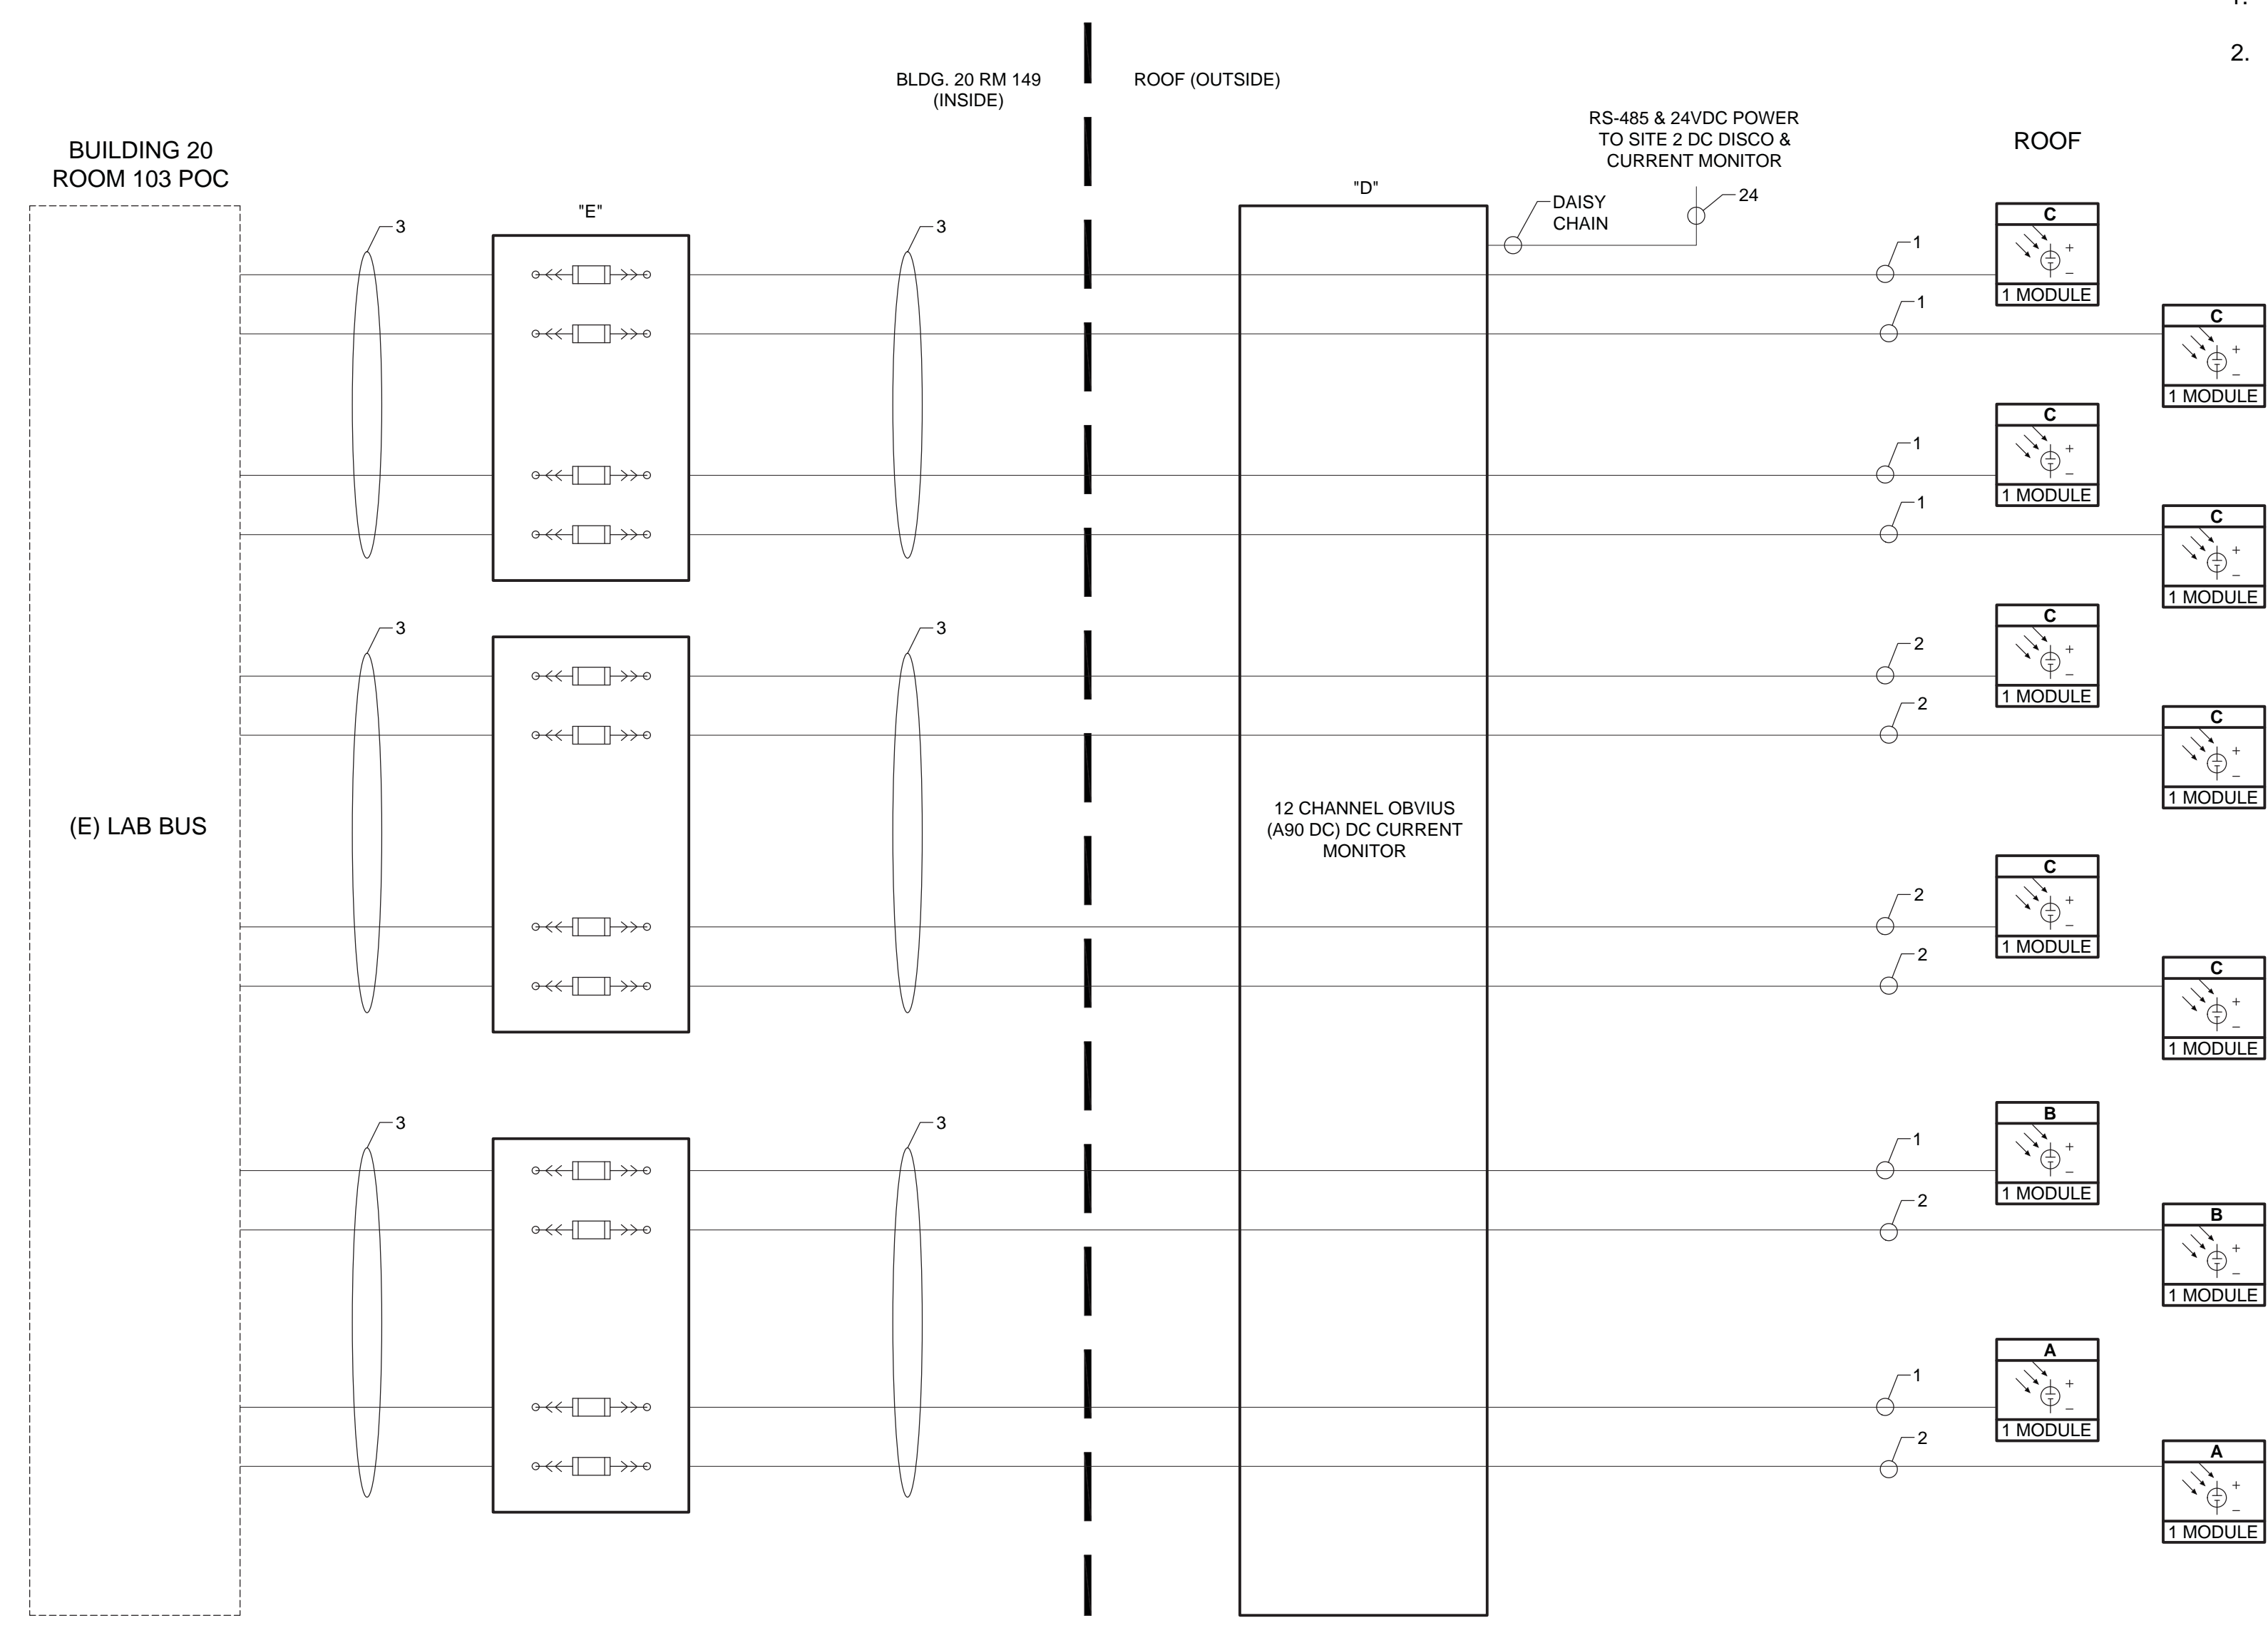 2.
BLDG. 20 RM 149
(INSIDE)
ROOF (OUTSIDE)
RS-485 & 24VDC POWER
TO SITE 2 DC DISCO &
CURRENT MONITOR
ROOF
BUILDING 20
ROOM 103 POC
"E"
"D"
DAISY
CHAIN
24
3
3
1
C
1 MODULE
1
C
1 MODULE
1
C
1 MODULE
1
C
1 MODULE
3
3
2
C
1 MODULE
2
C
1 MODULE
(E) LAB BUS
12 CHANNEL OBVIUS
(A90 DC) DC CURRENT
MONITOR
2
C
1 MODULE
2
C
1 MODULE
3
3
1
B
1 MODULE
2
B
1 MODULE
1
A
1 MODULE
2
A
1 MODULE